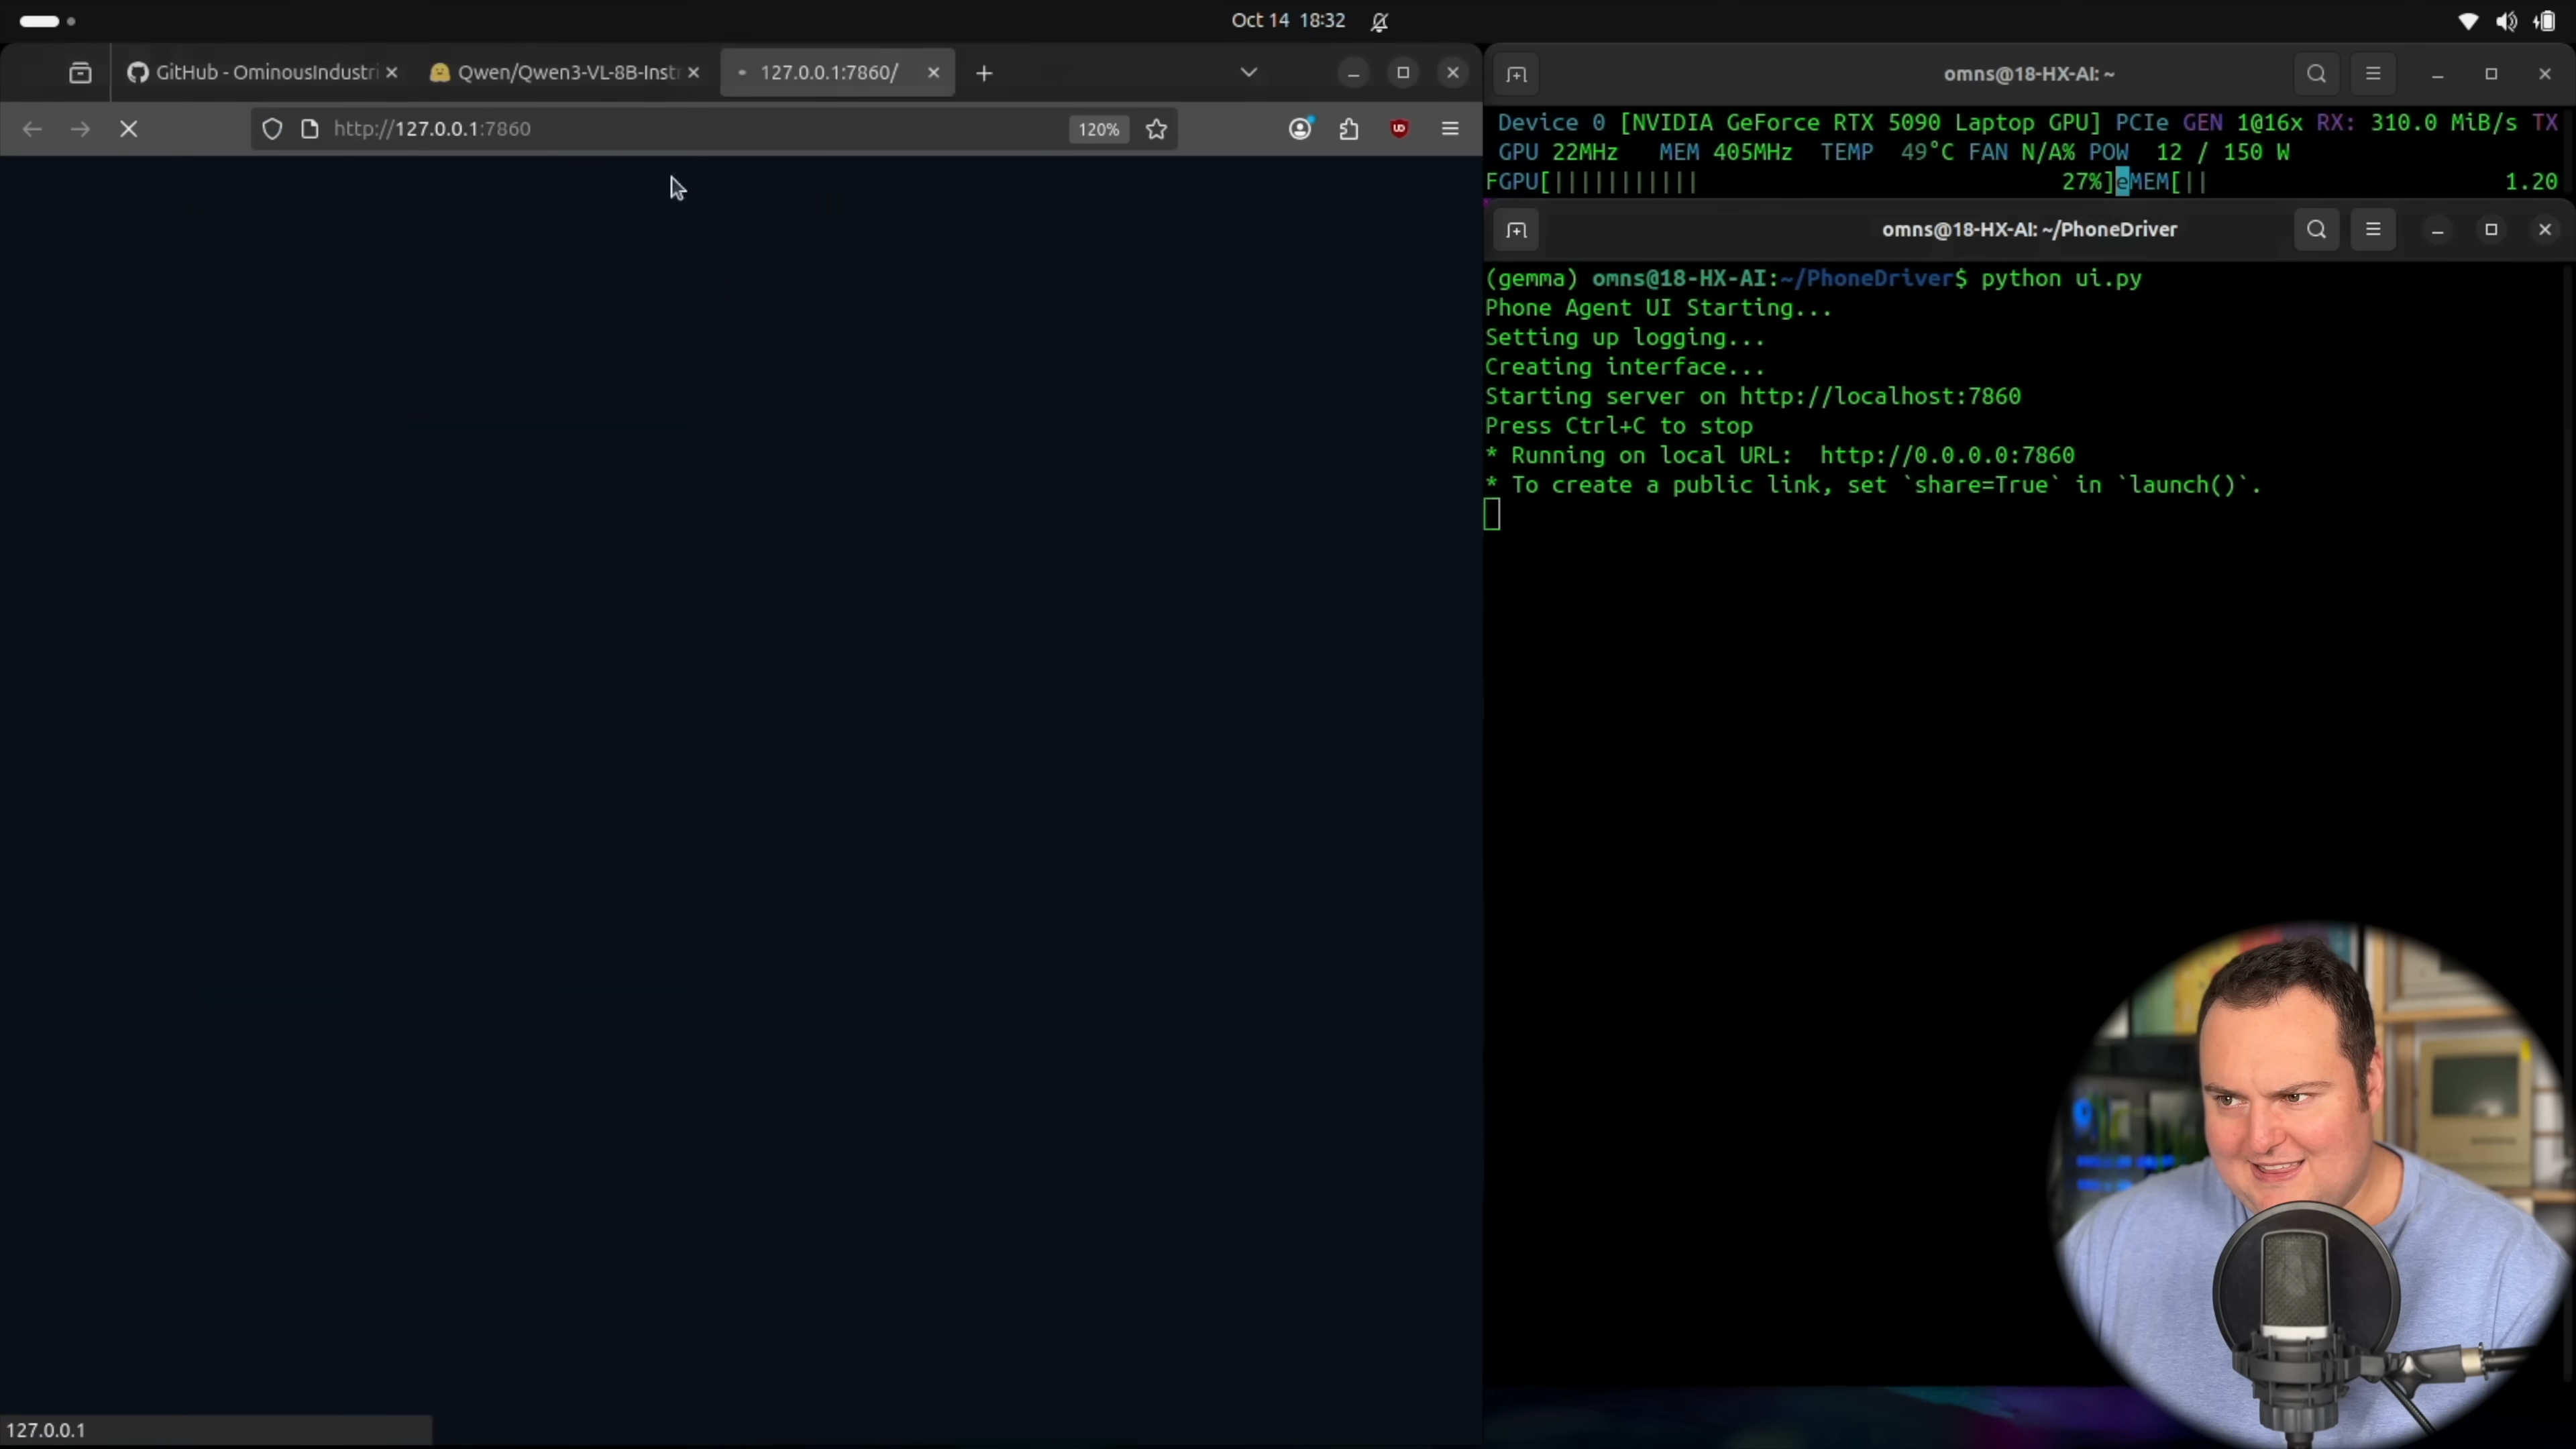 Oct 14 18:32
GitHub - OminousIndustri
Qwen/Qwen3-VL-8B-Instr
127.0.0.1:7860/
http://127.0.0.1:7860
120%
127.0.0.1
omns@18-HX-AI: ~
Device 0 [NVIDIA GeForce RTX 5090 Laptop GPU] PCIe GEN 1@16x RX: 310.0 MiB/s TX
GPU 22MHz MEM 405MHz TEMP 49°C FAN N/A% POW 12 / 150 W
FGPU[||||||||||| 27%]eMEM[|| 1.20
omns@18-HX-AI: ~/PhoneDriver
(gemma) omns@18-HX-AI:~/PhoneDriver$ python ui.py
Phone Agent UI Starting...
Setting up logging...
Creating interface...
Starting server on http://localhost:7860
Press Ctrl+C to stop
* Running on local URL:  http://0.0.0.0:7860
* To create a public link, set `share=True` in `launch()`.